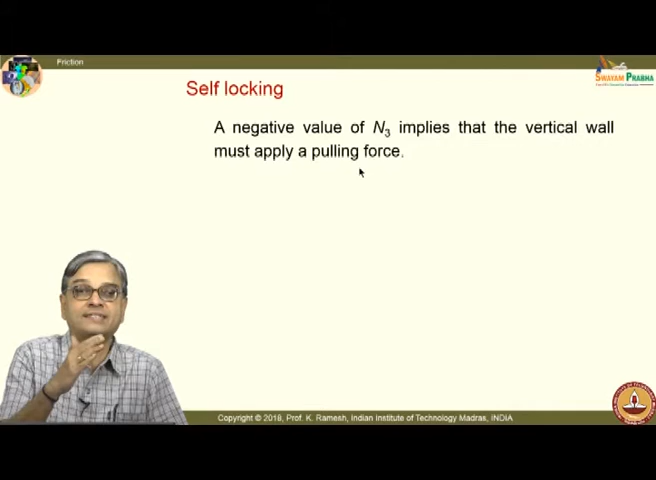 Friction
SWAYAM PRABHA
Self locking
A negative value of N3 implies that the vertical wall
must apply a pulling force.
Copyright © 2018, Prof. K. Ramesh, Indian Institute of Technology Madras, INDIA